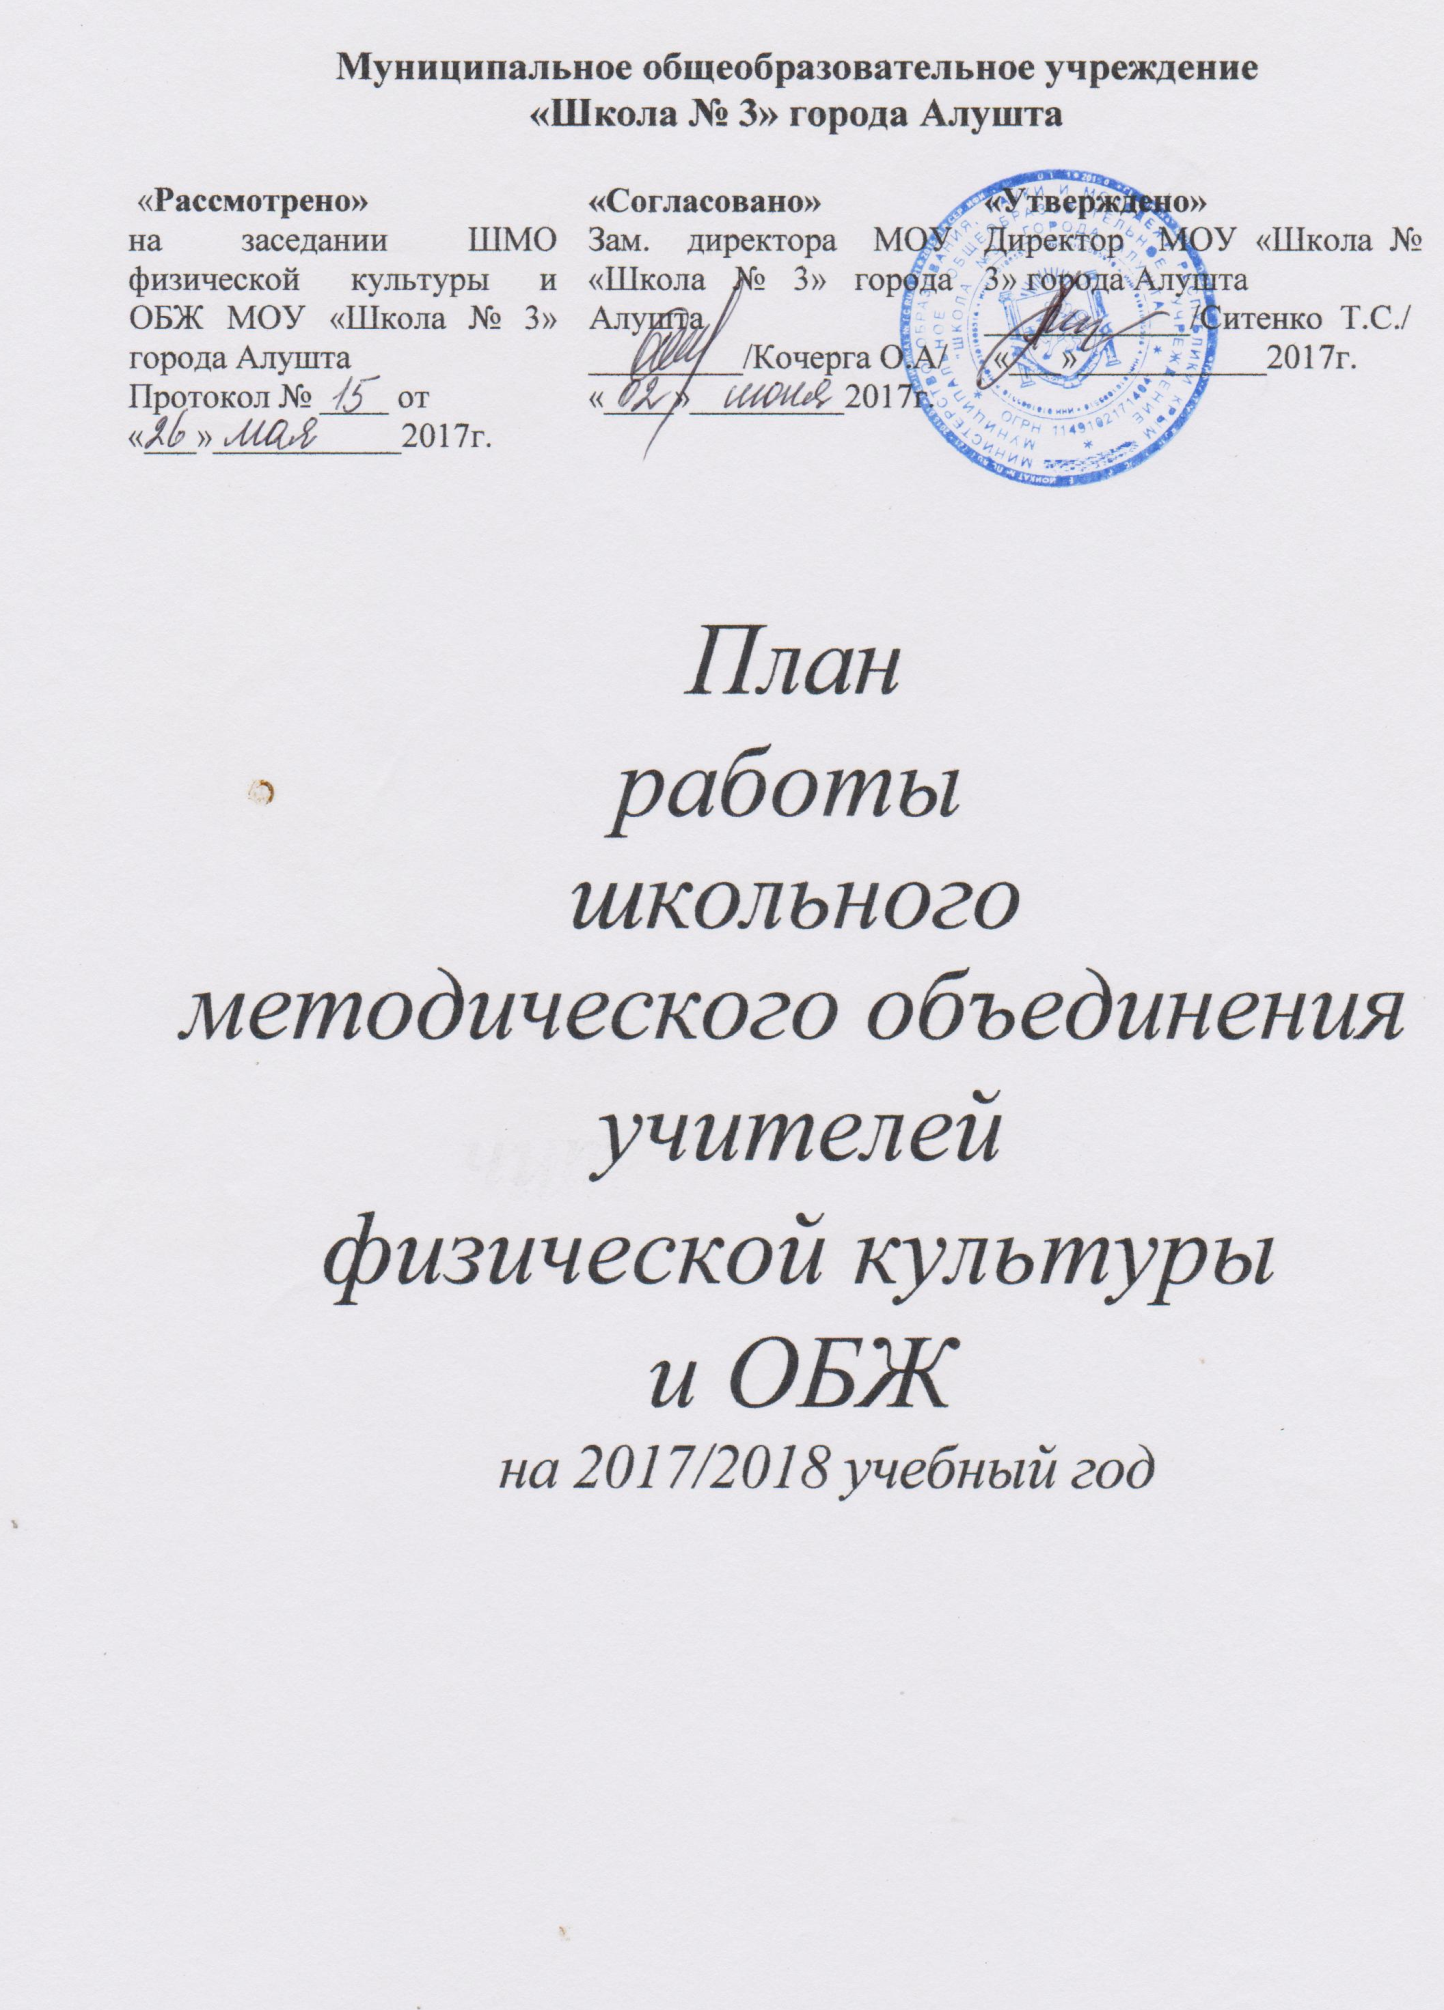 Муниципальное общеобразовательное учреждение
«Школа № 3» города Алушта
«Рассмотрено»
на заседании ШМО
физической культуры и
ОБЖ МОУ «Школа № 3»
города Алушта
Протокол № 15 от
«26» мая 2017г.
«Согласовано»
Зам. директора МОУ
«Школа № 3» города
Алушта
/Кочерга О.А/
«02» июня 2017г.
«Утверждено»
Директор МОУ «Школа №
3» города Алушта
/Ситенко Т.С./
«___»___________2017г.
План
работы
школьного
методического объединения
учителей
физической культуры
и ОБЖ
на 2017/2018 учебный год